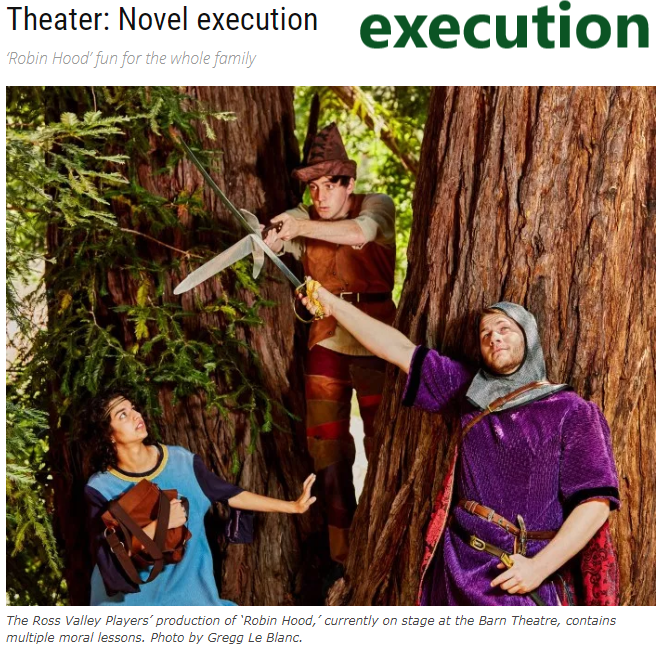 Theater: Novel execution
execution
‘Robin Hood’ fun for the whole family
The Ross Valley Players’ production of ‘Robin Hood,’ currently on stage at the Barn Theatre, contains
multiple moral lessons. Photo by Gregg Le Blanc.